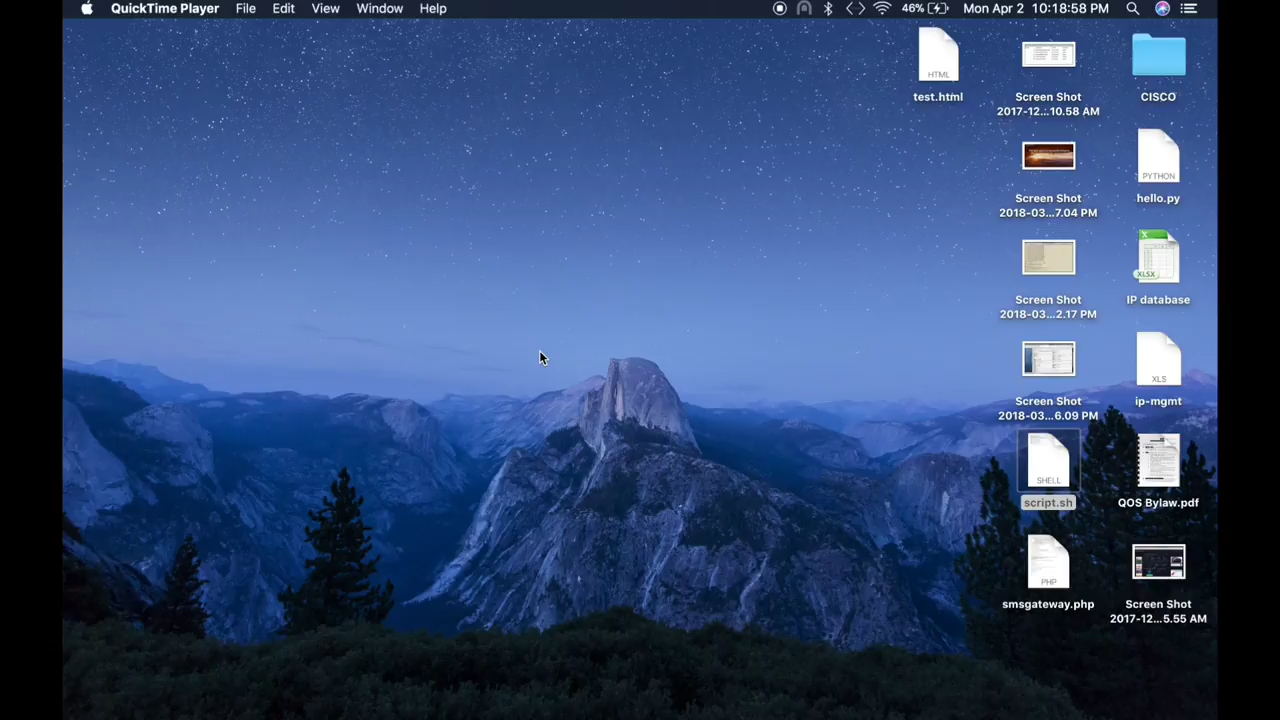 QuickTime Player File Edit View Window Help 46% Mon Apr 2 10:18:58 PM
HTML
test.html
Screen Shot
2017-12...10.58 AM
CISCO
Screen Shot
2018-03...7.04 PM
PYTHON
hello.py
Screen Shot
2018-03...2.17 PM
X
XLSX
IP database
Screen Shot
2018-03...6.09 PM
XLS
ip-mgmt
SHELL
script.sh
QOS Bylaw.pdf
PHP
smsgateway.php
Screen Shot
2017-12...5.55 AM